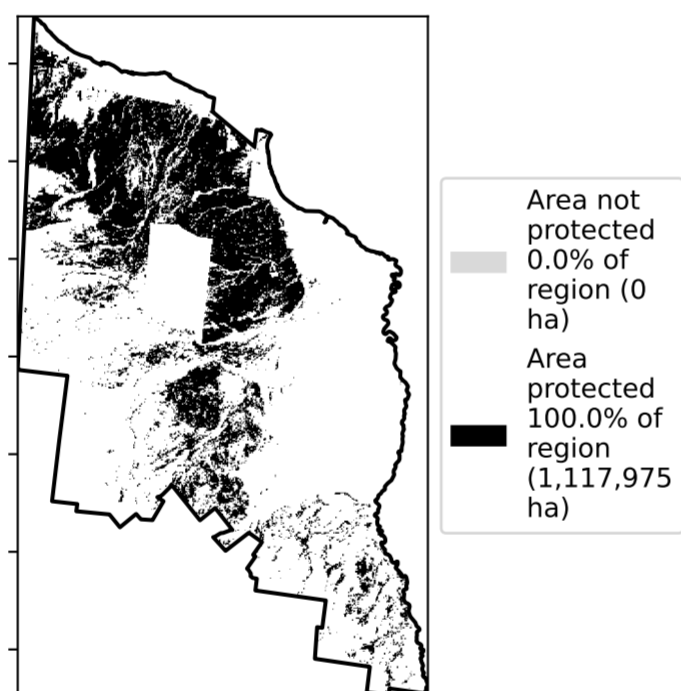 Area not
protected
0.0% of
region (0
ha)
Area
protected
100.0% of
region
(1,117,975
ha)